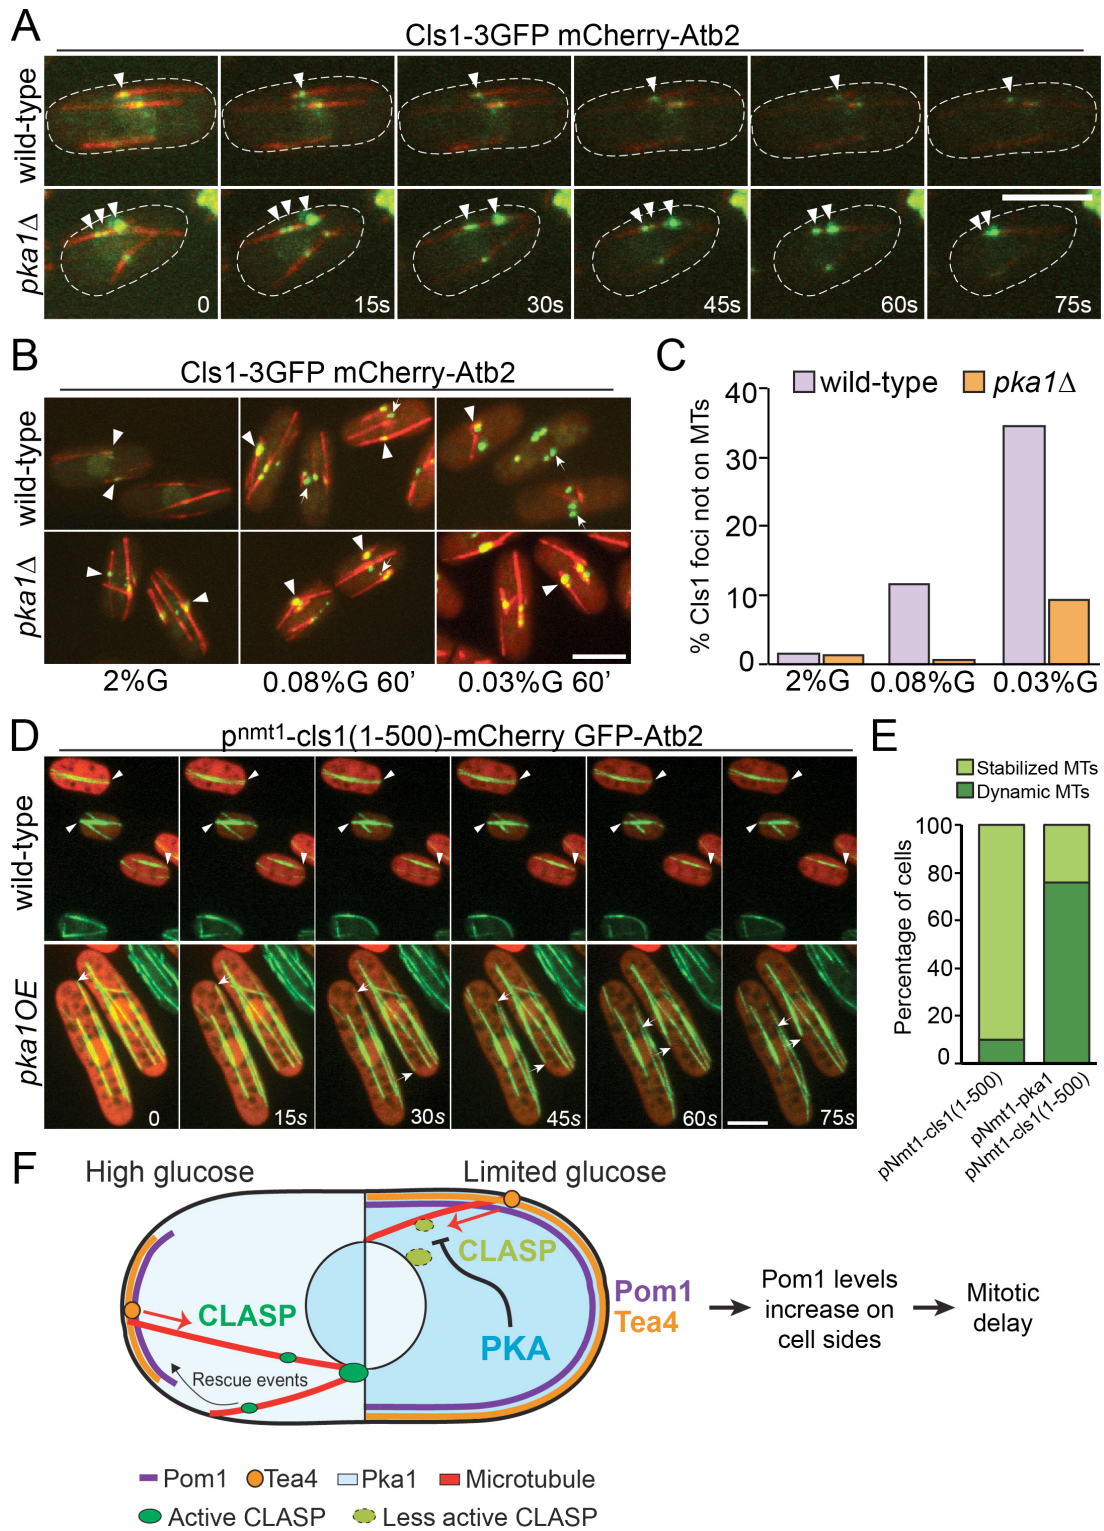 A
Cls1-3GFP mCherry-Atb2
wild-type
pka1Δ
0
15s
30s
45s
60s
75s
B
Cls1-3GFP mCherry-Atb2
wild-type
pka1Δ
2%G
0.08%G 60’
0.03%G 60’
C
wild-type
pka1Δ
% Cls1 foci not on MTs
40
30
20
10
0
2%G
0.08%G
0.03%G
D
pnmt1-cls1(1-500)-mCherry GFP-Atb2
wild-type
pka1OE
0
15s
30s
45s
60s
75s
E
Stabilized MTs
Dynamic MTs
Percentage of cells
100
80
60
40
20
0
pNmt1-cls1(1-500)
pNmt1-pka1
pNmt1-cls1(1-500)
F
High glucose
Limited glucose
CLASP
Rescue events
CLASP
PKA
Pom1
Tea4
Pom1 levels
increase on
cell sides
Mitotic
delay
Pom1
Tea4
Pka1
Microtubule
Active CLASP
Less active CLASP